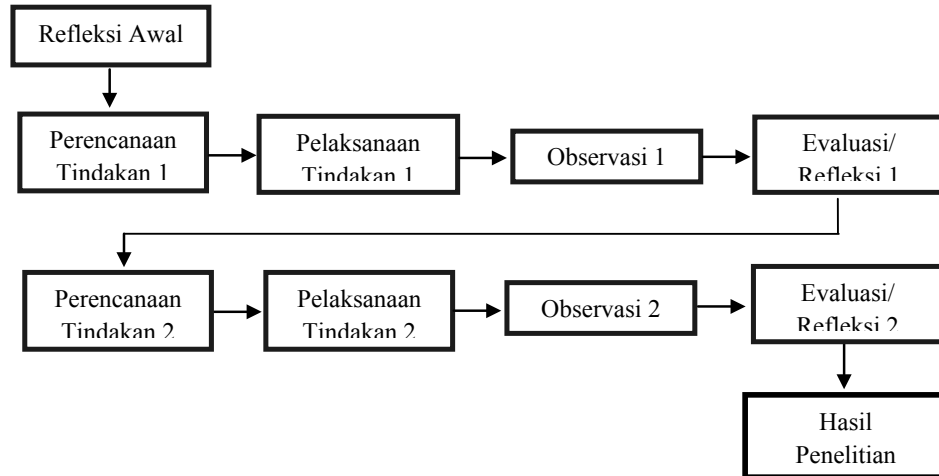 Refleksi Awal
Perencanaan
Tindakan 1
Pelaksanaan
Tindakan 1
Observasi 1
Evaluasi/
Refleksi 1
Perencanaan
Tindakan 2
Pelaksanaan
Tindakan 2
Observasi 2
Evaluasi/
Refleksi 2
Hasil
Penelitian